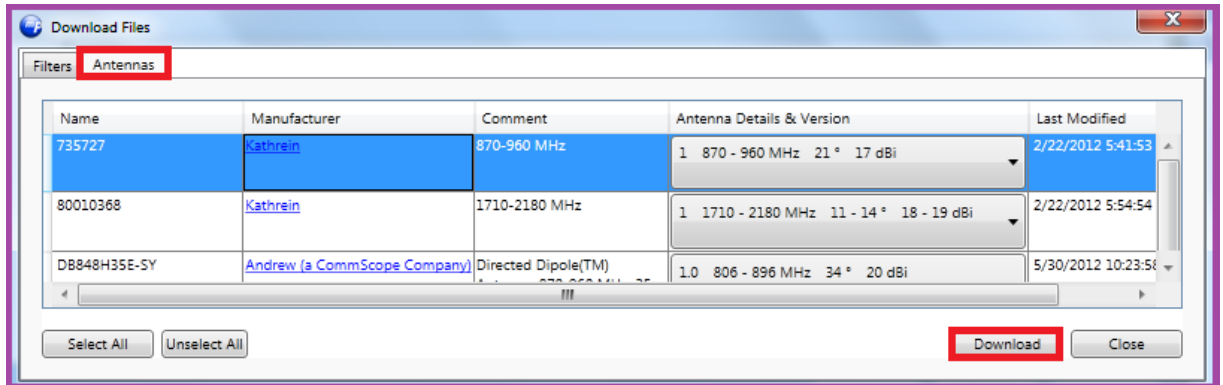 Download Files
X
Filters Antennas
Name Manufacturer Comment Antenna Details & Version Last Modified
735727 Kathrein 870-960 MHz 1 870 - 960 MHz 21 ° 17 dBi 2/22/2012 5:41:53
80010368 Kathrein 1710-2180 MHz 1 1710 - 2180 MHz 11 - 14 ° 18 - 19 dBi 2/22/2012 5:54:54
DB848H35E-SY Andrew (a CommScope Company) Directed Dipole(TM) 1.0 806 - 896 MHz 34 ° 20 dBi 5/30/2012 10:23:58
Select All Unselect All Download Close